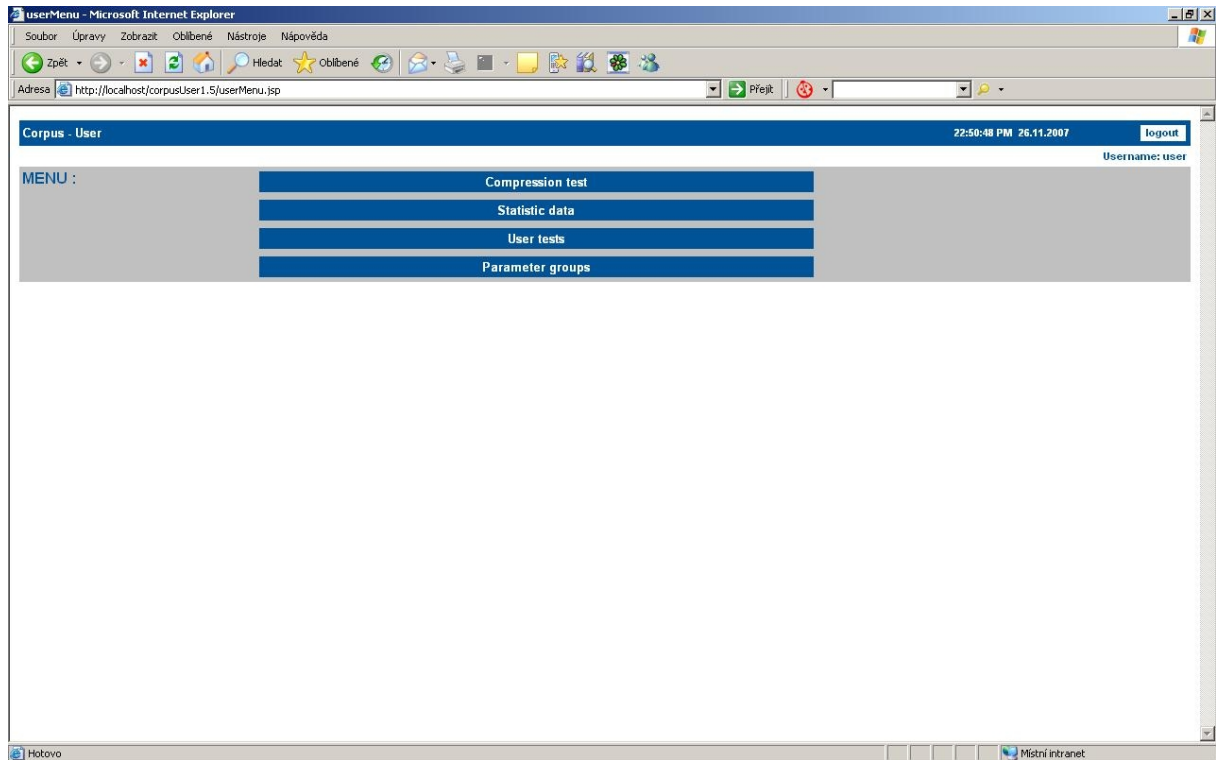 userMenu - Microsoft Internet Explorer
Soubor Úpravy Zobrazit Oblíbené Nástroje Nápověda
Zpět Hledat Oblíbené
Adresa http://localhost/corpusUser1.5/userMenu.jsp Přejít
Corpus - User 22:50:48 PM 26.11.2007 logout
Username: user
MENU : Compression test
Statistic data
User tests
Parameter groups
Hotovo Místní intranet